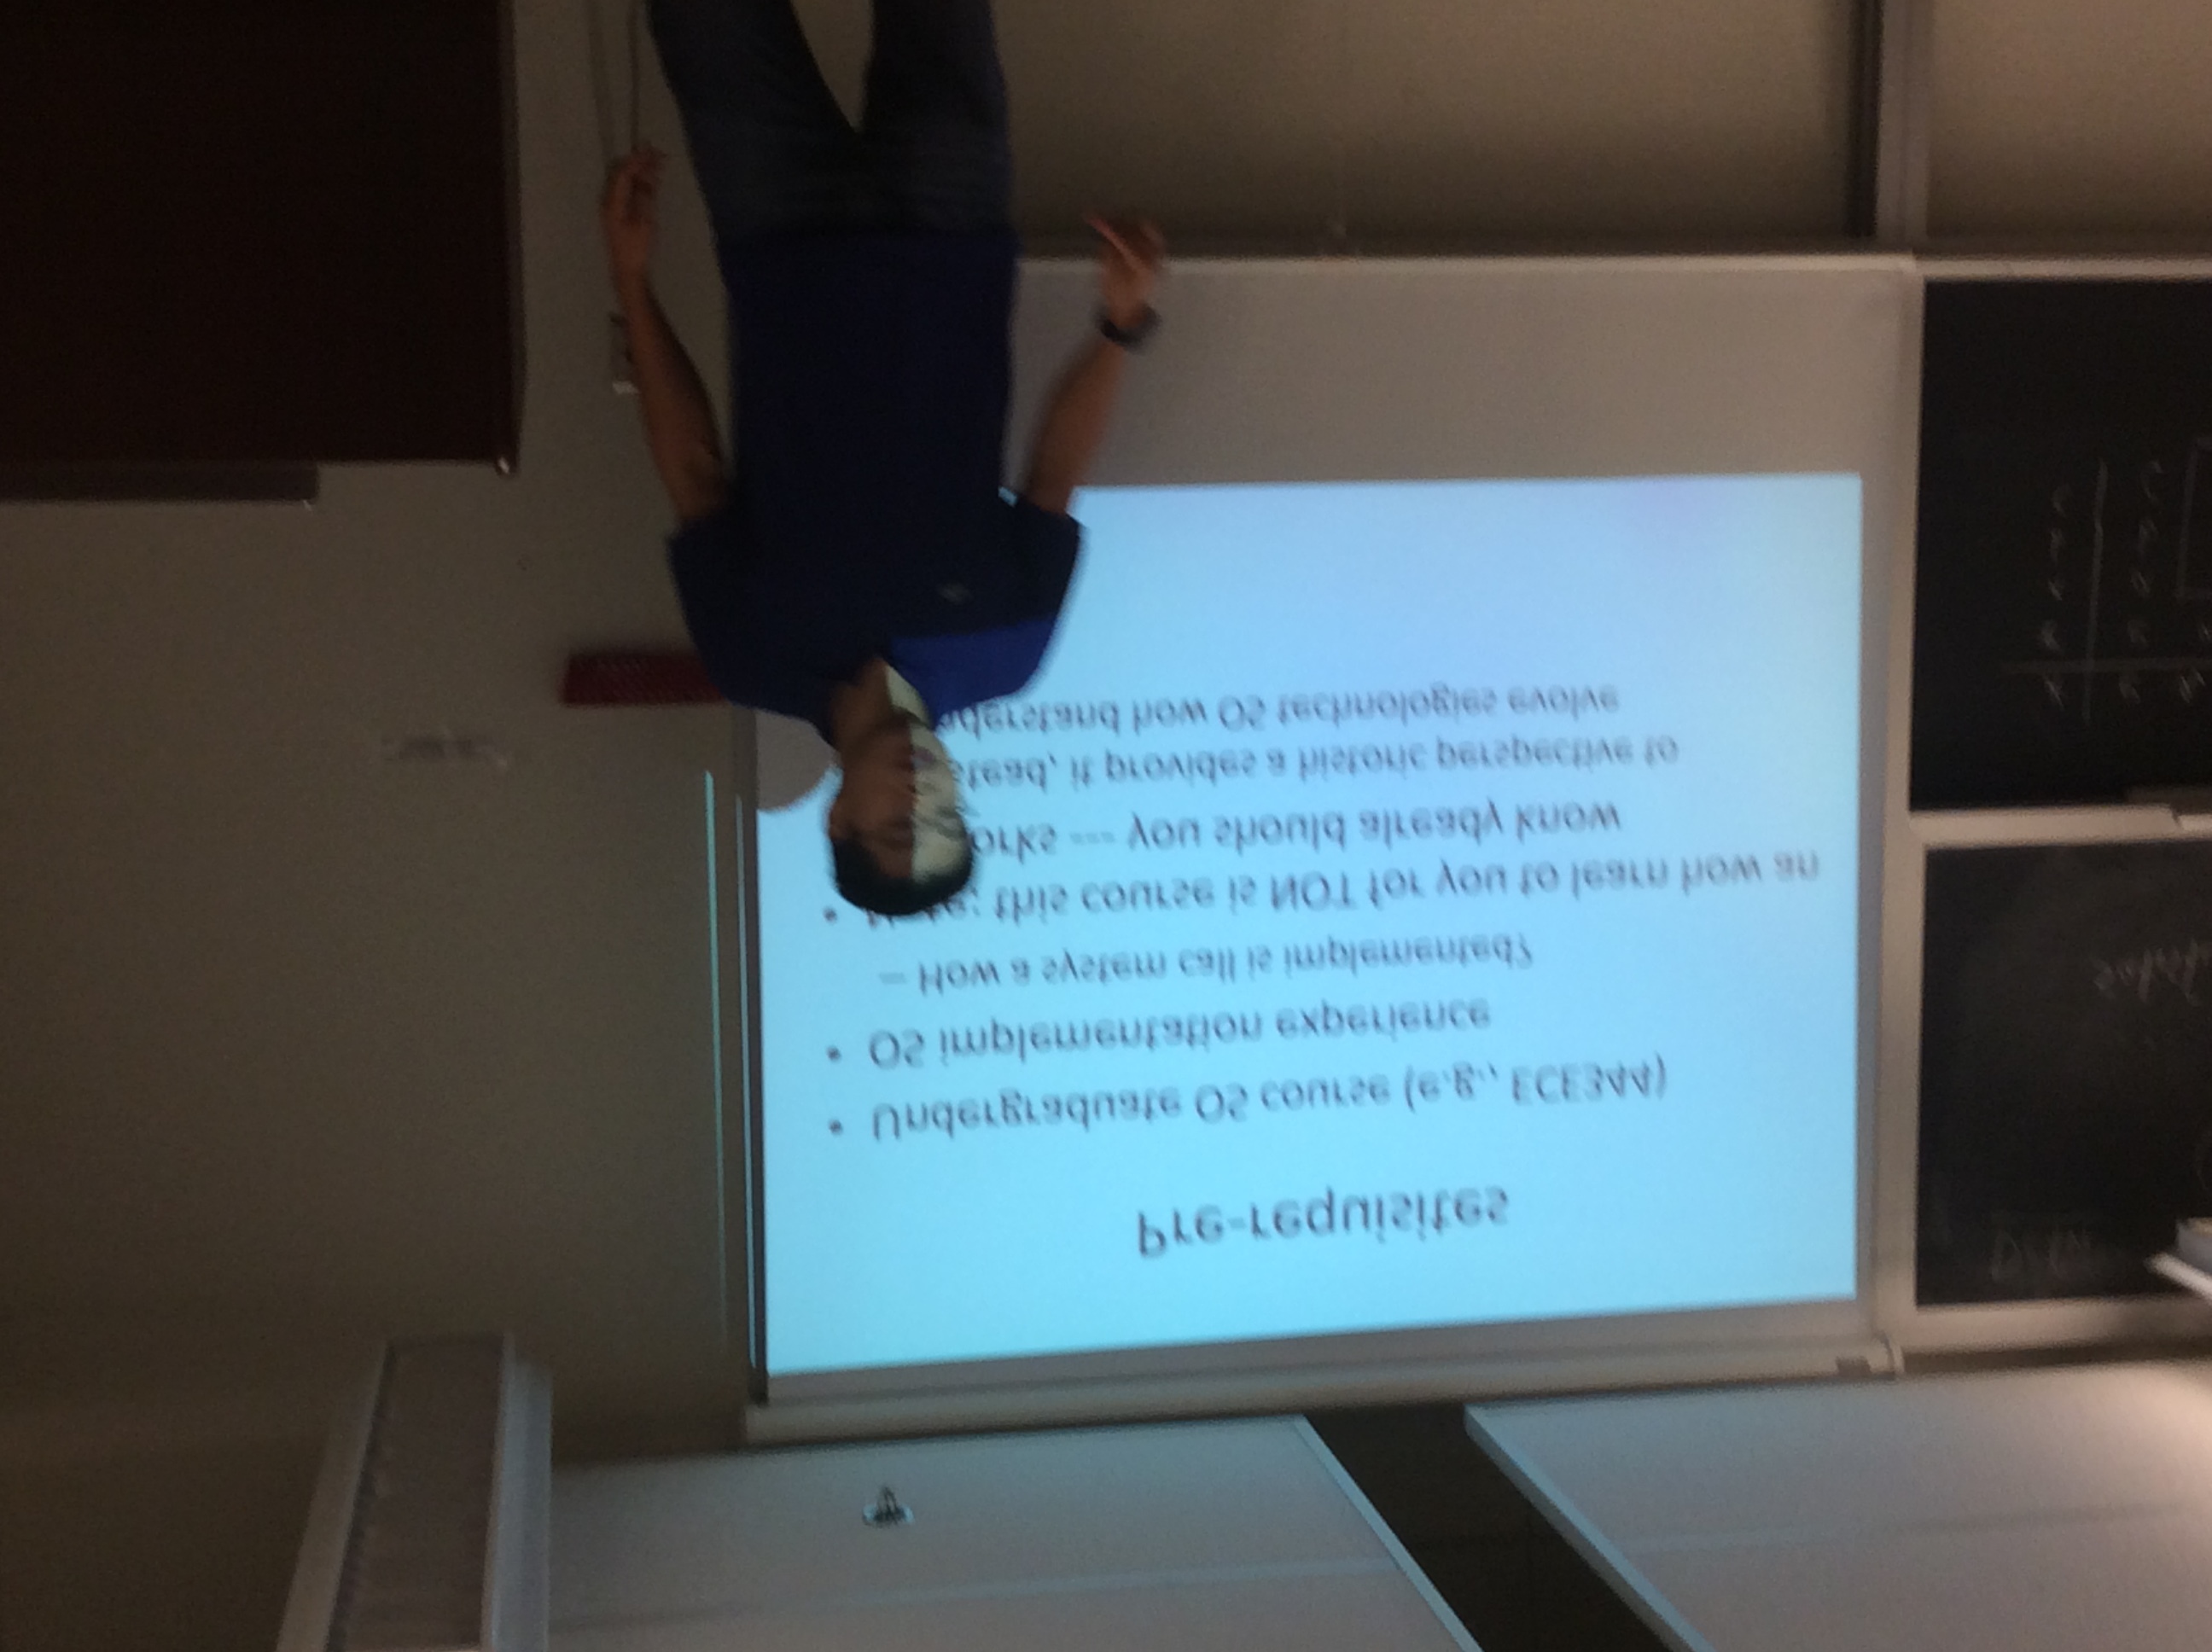 Pre-requisites
• Undergraduate OS course (e.g., ECE344)
• OS implementation experience
– How a system call is implemented?
• this course is NOT for you to learn how an
--- you should already know
it provides a historic perspective to
how OS technologies evolve